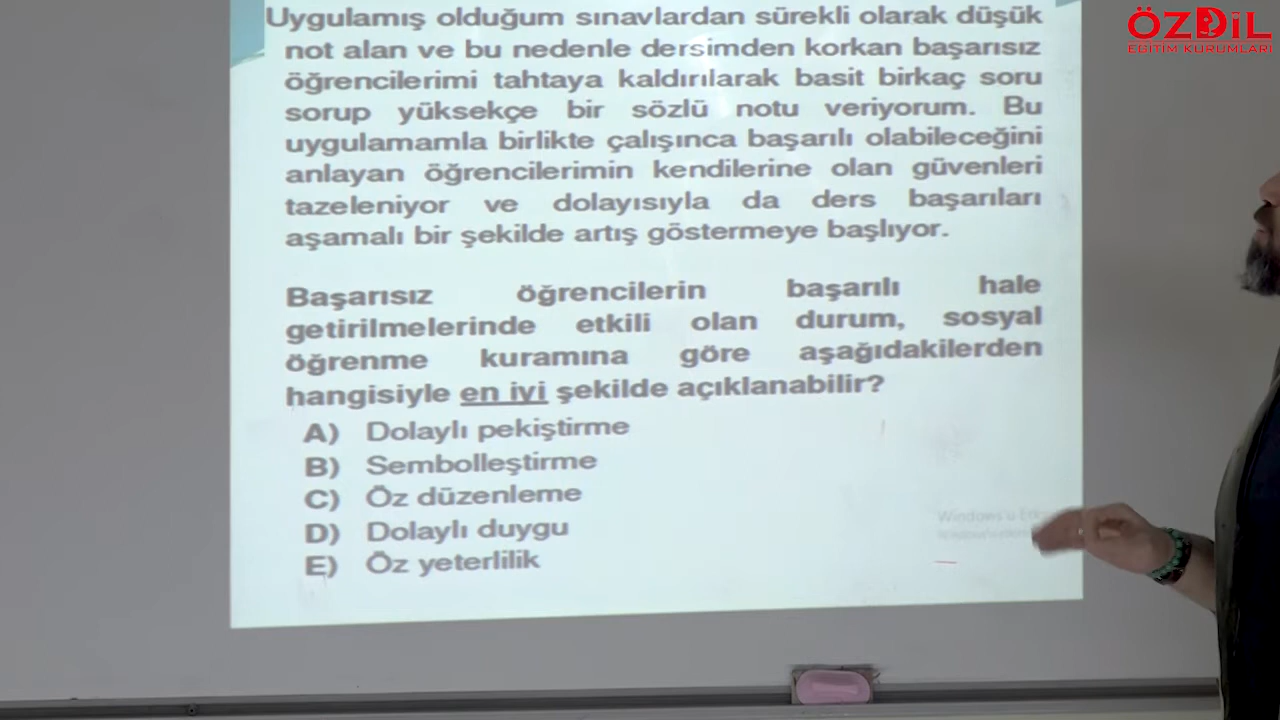 ÖZDİL
EĞİTİM KURUMLARI
Uygulamış olduğum sınavlardan sürekli olarak düşük
not alan ve bu nedenle dersimden korkan başarısız
öğrencilerimi tahtaya kaldırılarak basit birkaç soru
sorup yüksekçe bir sözlü notu veriyorum. Bu
uygulamamla birlikte çalışınca başarılı olabileceğini
anlayan öğrencilerimin kendilerine olan güvenleri
tazeleniyor ve dolayısıyla da ders başarıları
aşamalı bir şekilde artış göstermeye başlıyor.
Başarısız öğrencilerin başarılı hale
getirilmelerinde etkili olan durum, sosyal
öğrenme kuramına göre aşağıdakilerden
hangisiyle en iyi şekilde açıklanabilir?
A) Dolaylı pekiştirme
B) Sembolleştirme
C) Öz düzenleme
D) Dolaylı duygu
E) Öz yeterlilik
Windows'u